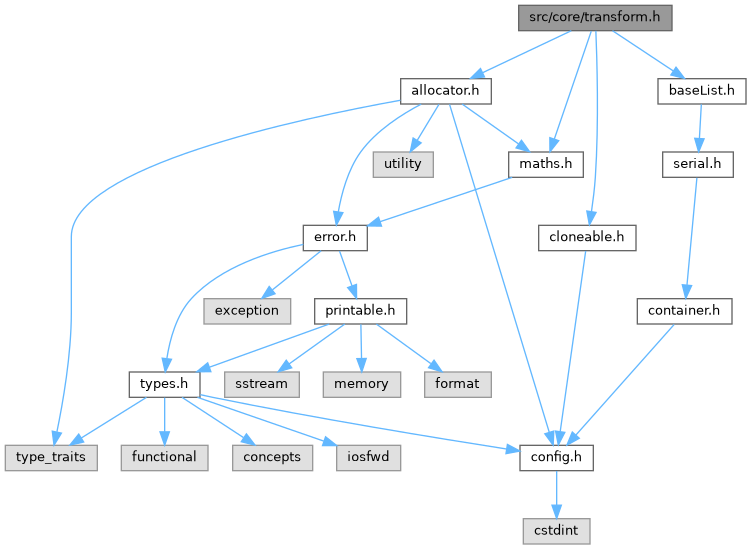 src/core/transform.h
allocator.h
baseList.h
utility
maths.h
serial.h
error.h
cloneable.h
exception
printable.h
container.h
types.h
sstream
memory
format
type_traits
functional
concepts
iosfwd
config.h
cstdint